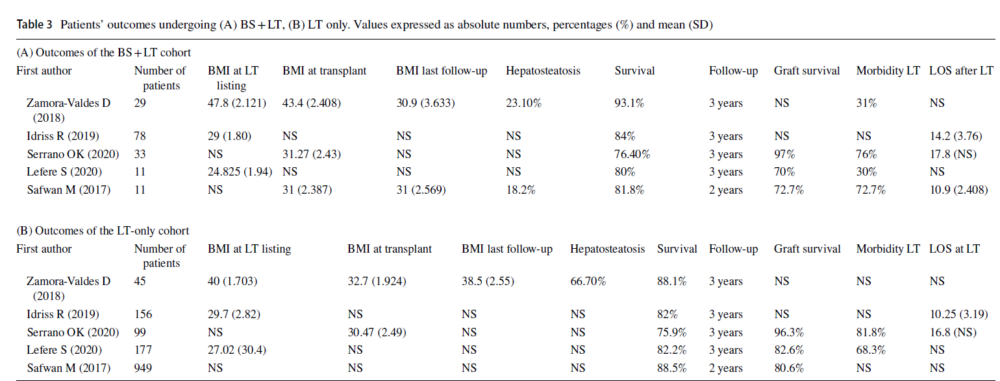 Table 3 Patients' outcomes undergoing (A) BS + LT, (B) LT only. Values expressed as absolute numbers, percentages (%) and mean (SD)
(A) Outcomes of the BS + LT cohort
First author Number of patients BMI at LT listing BMI at transplant BMI last follow-up Hepatosteatosis Survival Follow-up Graft survival Morbidity LT LOS after LT
Zamora-Valdes D (2018) 29 47.8 (2.121) 43.4 (2.408) 30.9 (3.633) 23.10% 93.1% 3 years NS 31% NS
Idriss R (2019) 78 29 (1.80) NS NS NS 84% 3 years NS NS 14.2 (3.76)
Serrano OK (2020) 33 NS 31.27 (2.43) NS NS 76.40% 3 years 97% 76% 17.8 (NS)
Lefere S (2020) 11 24.825 (1.94) NS NS NS 80% 3 years 70% 30% NS
Safwan M (2017) 11 NS 31 (2.387) 31 (2.569) 18.2% 81.8% 2 years 72.7% 72.7% 10.9 (2.408)
(B) Outcomes of the LT-only cohort
First author Number of patients BMI at LT listing BMI at transplant BMI last follow-up Hepatosteatosis Survival Follow-up Graft survival Morbidity LT LOS at LT
Zamora-Valdes D (2018) 45 40 (1.703) 32.7 (1.924) 38.5 (2.55) 66.70% 88.1% 3 years NS NS NS
Idriss R (2019) 156 29.7 (2.82) NS NS NS 82% 3 years NS NS 10.25 (3.19)
Serrano OK (2020) 99 NS 30.47 (2.49) NS NS 75.9% 3 years 96.3% 81.8% 16.8 (NS)
Lefere S (2020) 177 27.02 (30.4) NS NS NS 82.2% 3 years 82.6% 68.3% NS
Safwan M (2017) 949 NS NS NS NS 88.5% 2 years 80.6% NS NS